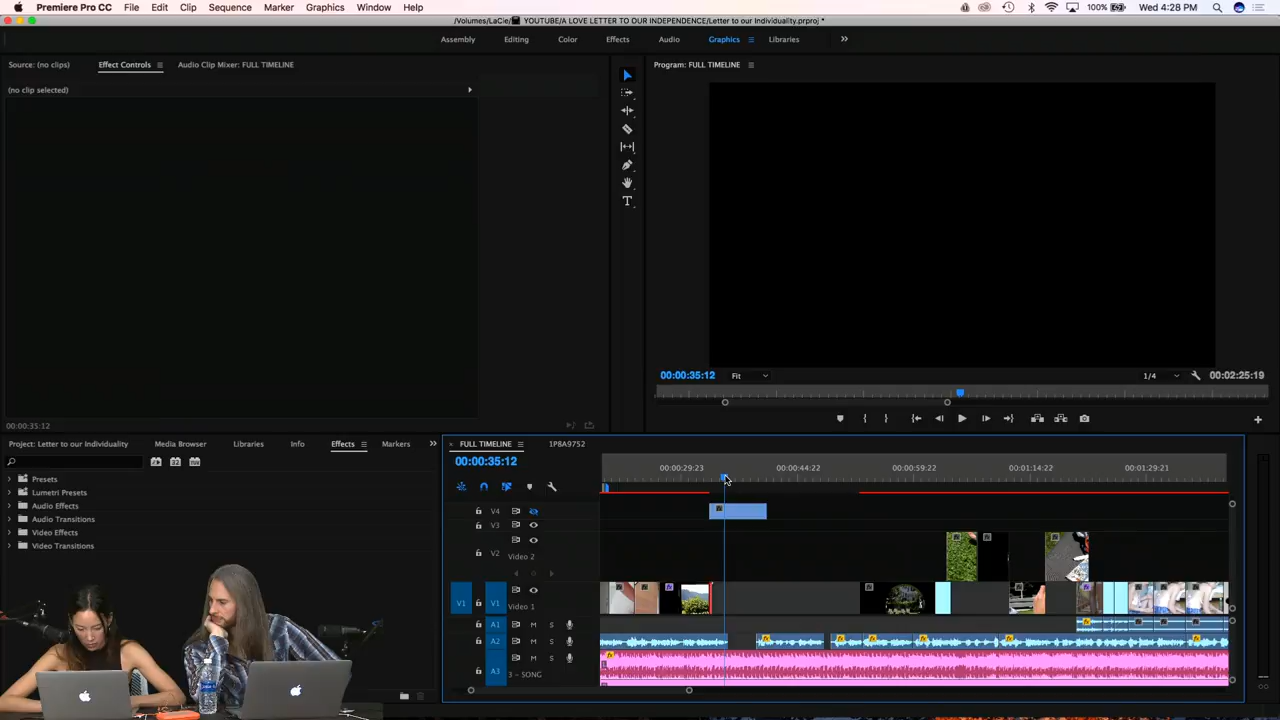 Premiere Pro CC File Edit Clip Sequence Marker Graphics Window Help 100% Wed 4:28 PM
/Volumes/LaCie/ YOUTUBE/A LOVE LETTER TO OUR INDEPENDENCE/Letter to our Individuality.prproj *
Assembly Editing Color Effects Audio Graphics Libraries
Source: (no clips) Effect Controls Audio Clip Mixer: FULL TIMELINE
Program: FULL TIMELINE
(no clip selected)
00:00:35:12 Fit 1/4 00:02:25:19
00:00:35:12
Project: Letter to our Individuality Media Browser Libraries Info Effects Markers
FULL TIMELINE 1P8A9752
00:00:35:12
00:00:29:23 00:00:44:22 00:00:59:22 00:01:14:22 00:01:29:21
Presets
Lumetri Presets
Audio Effects
Audio Transitions
Video Effects
Video Transitions
V4
V3
V2 Video 2
V1 V1 Video 1
A1 M S
A2 M S
M S
A3 3 - SONG